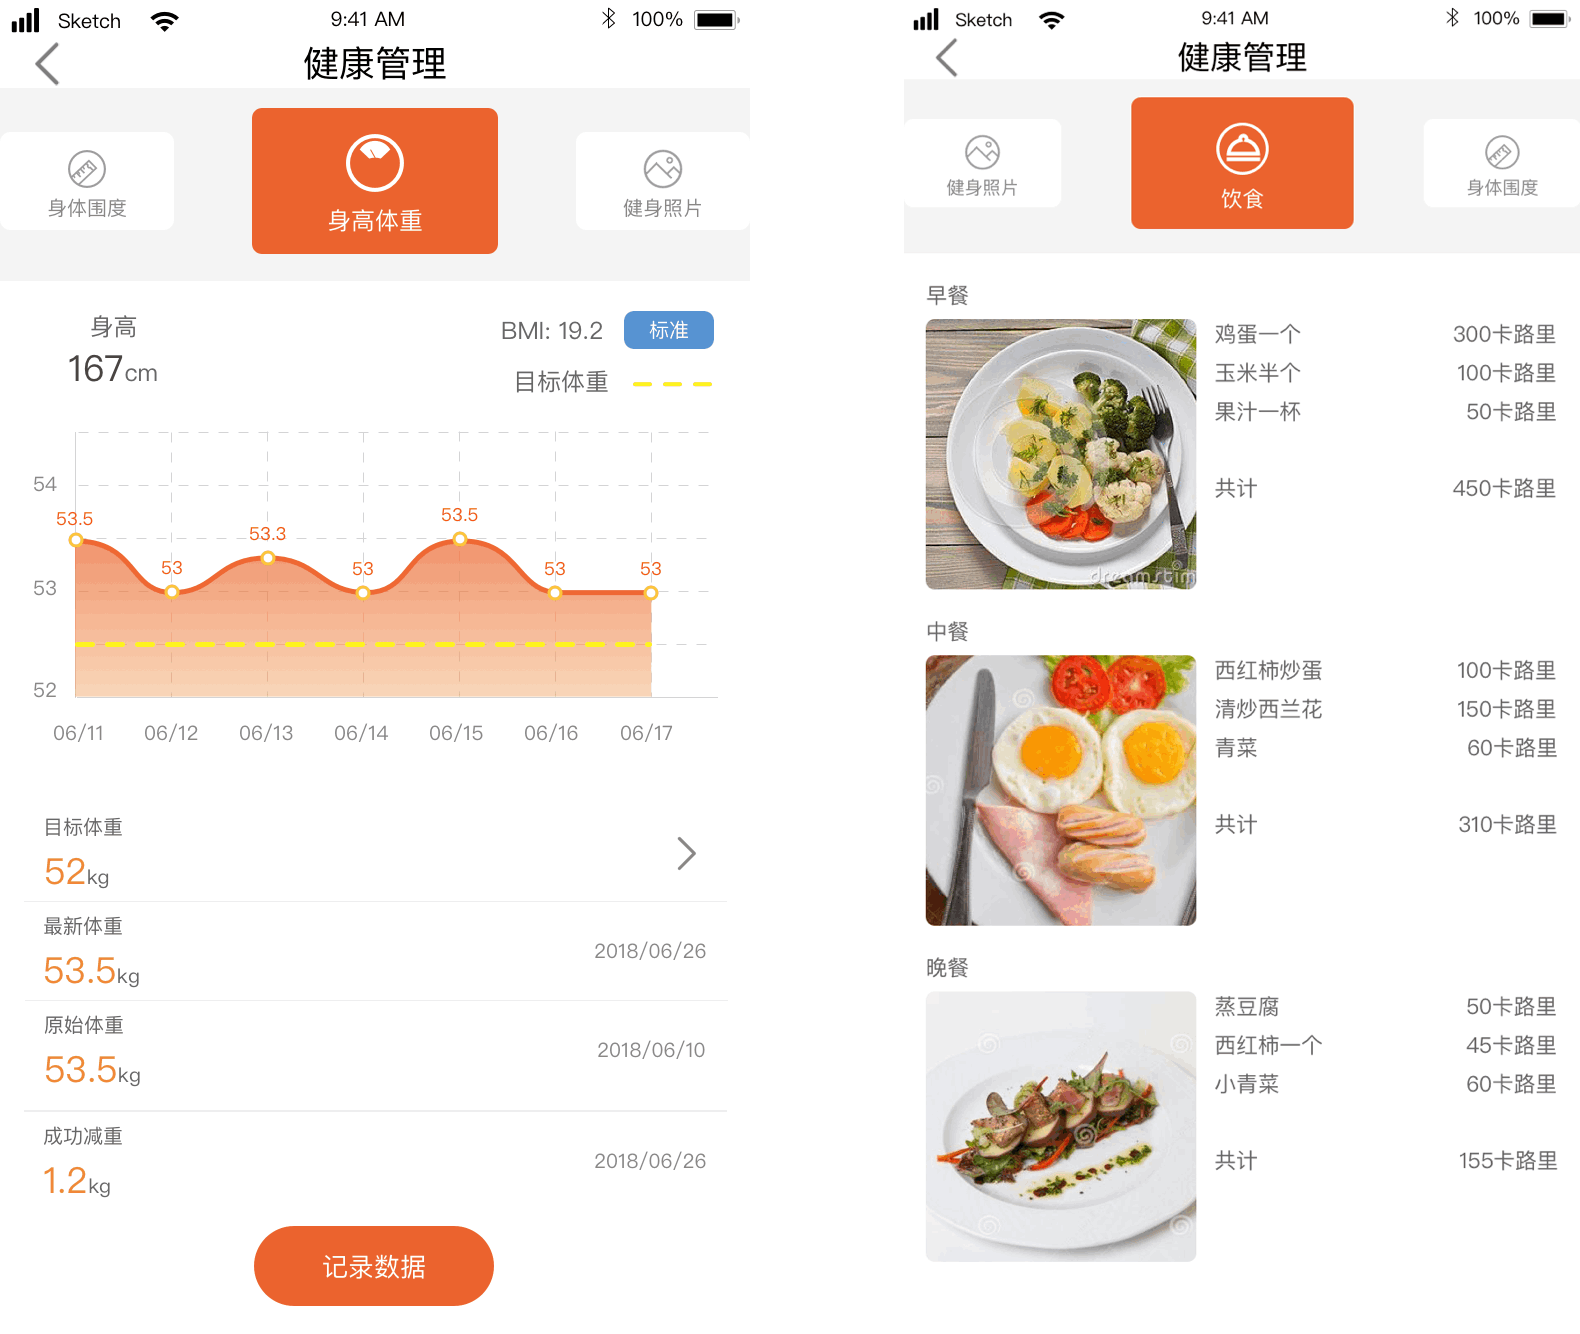 Sketch
9:41 AM
100%
健康管理
身体围度
身高体重
健身照片
身高
167cm
BMI: 19.2
标准
目标体重
54
53
52
53.5
53
53.3
53
53.5
53
53
06/11
06/12
06/13
06/14
06/15
06/16
06/17
目标体重
52kg
最新体重
53.5kg
2018/06/26
原始体重
53.5kg
2018/06/10
成功减重
1.2kg
2018/06/26
记录数据
Sketch
9:41 AM
100%
健康管理
健身照片
饮食
身体围度
早餐
鸡蛋一个 300卡路里
玉米半个 100卡路里
果汁一杯 50卡路里
共计 450卡路里
dreamstim
中餐
西红柿炒蛋 100卡路里
清炒西兰花 150卡路里
青菜 60卡路里
共计 310卡路里
晚餐
蒸豆腐 50卡路里
西红柿一个 45卡路里
小青菜 60卡路里
共计 155卡路里